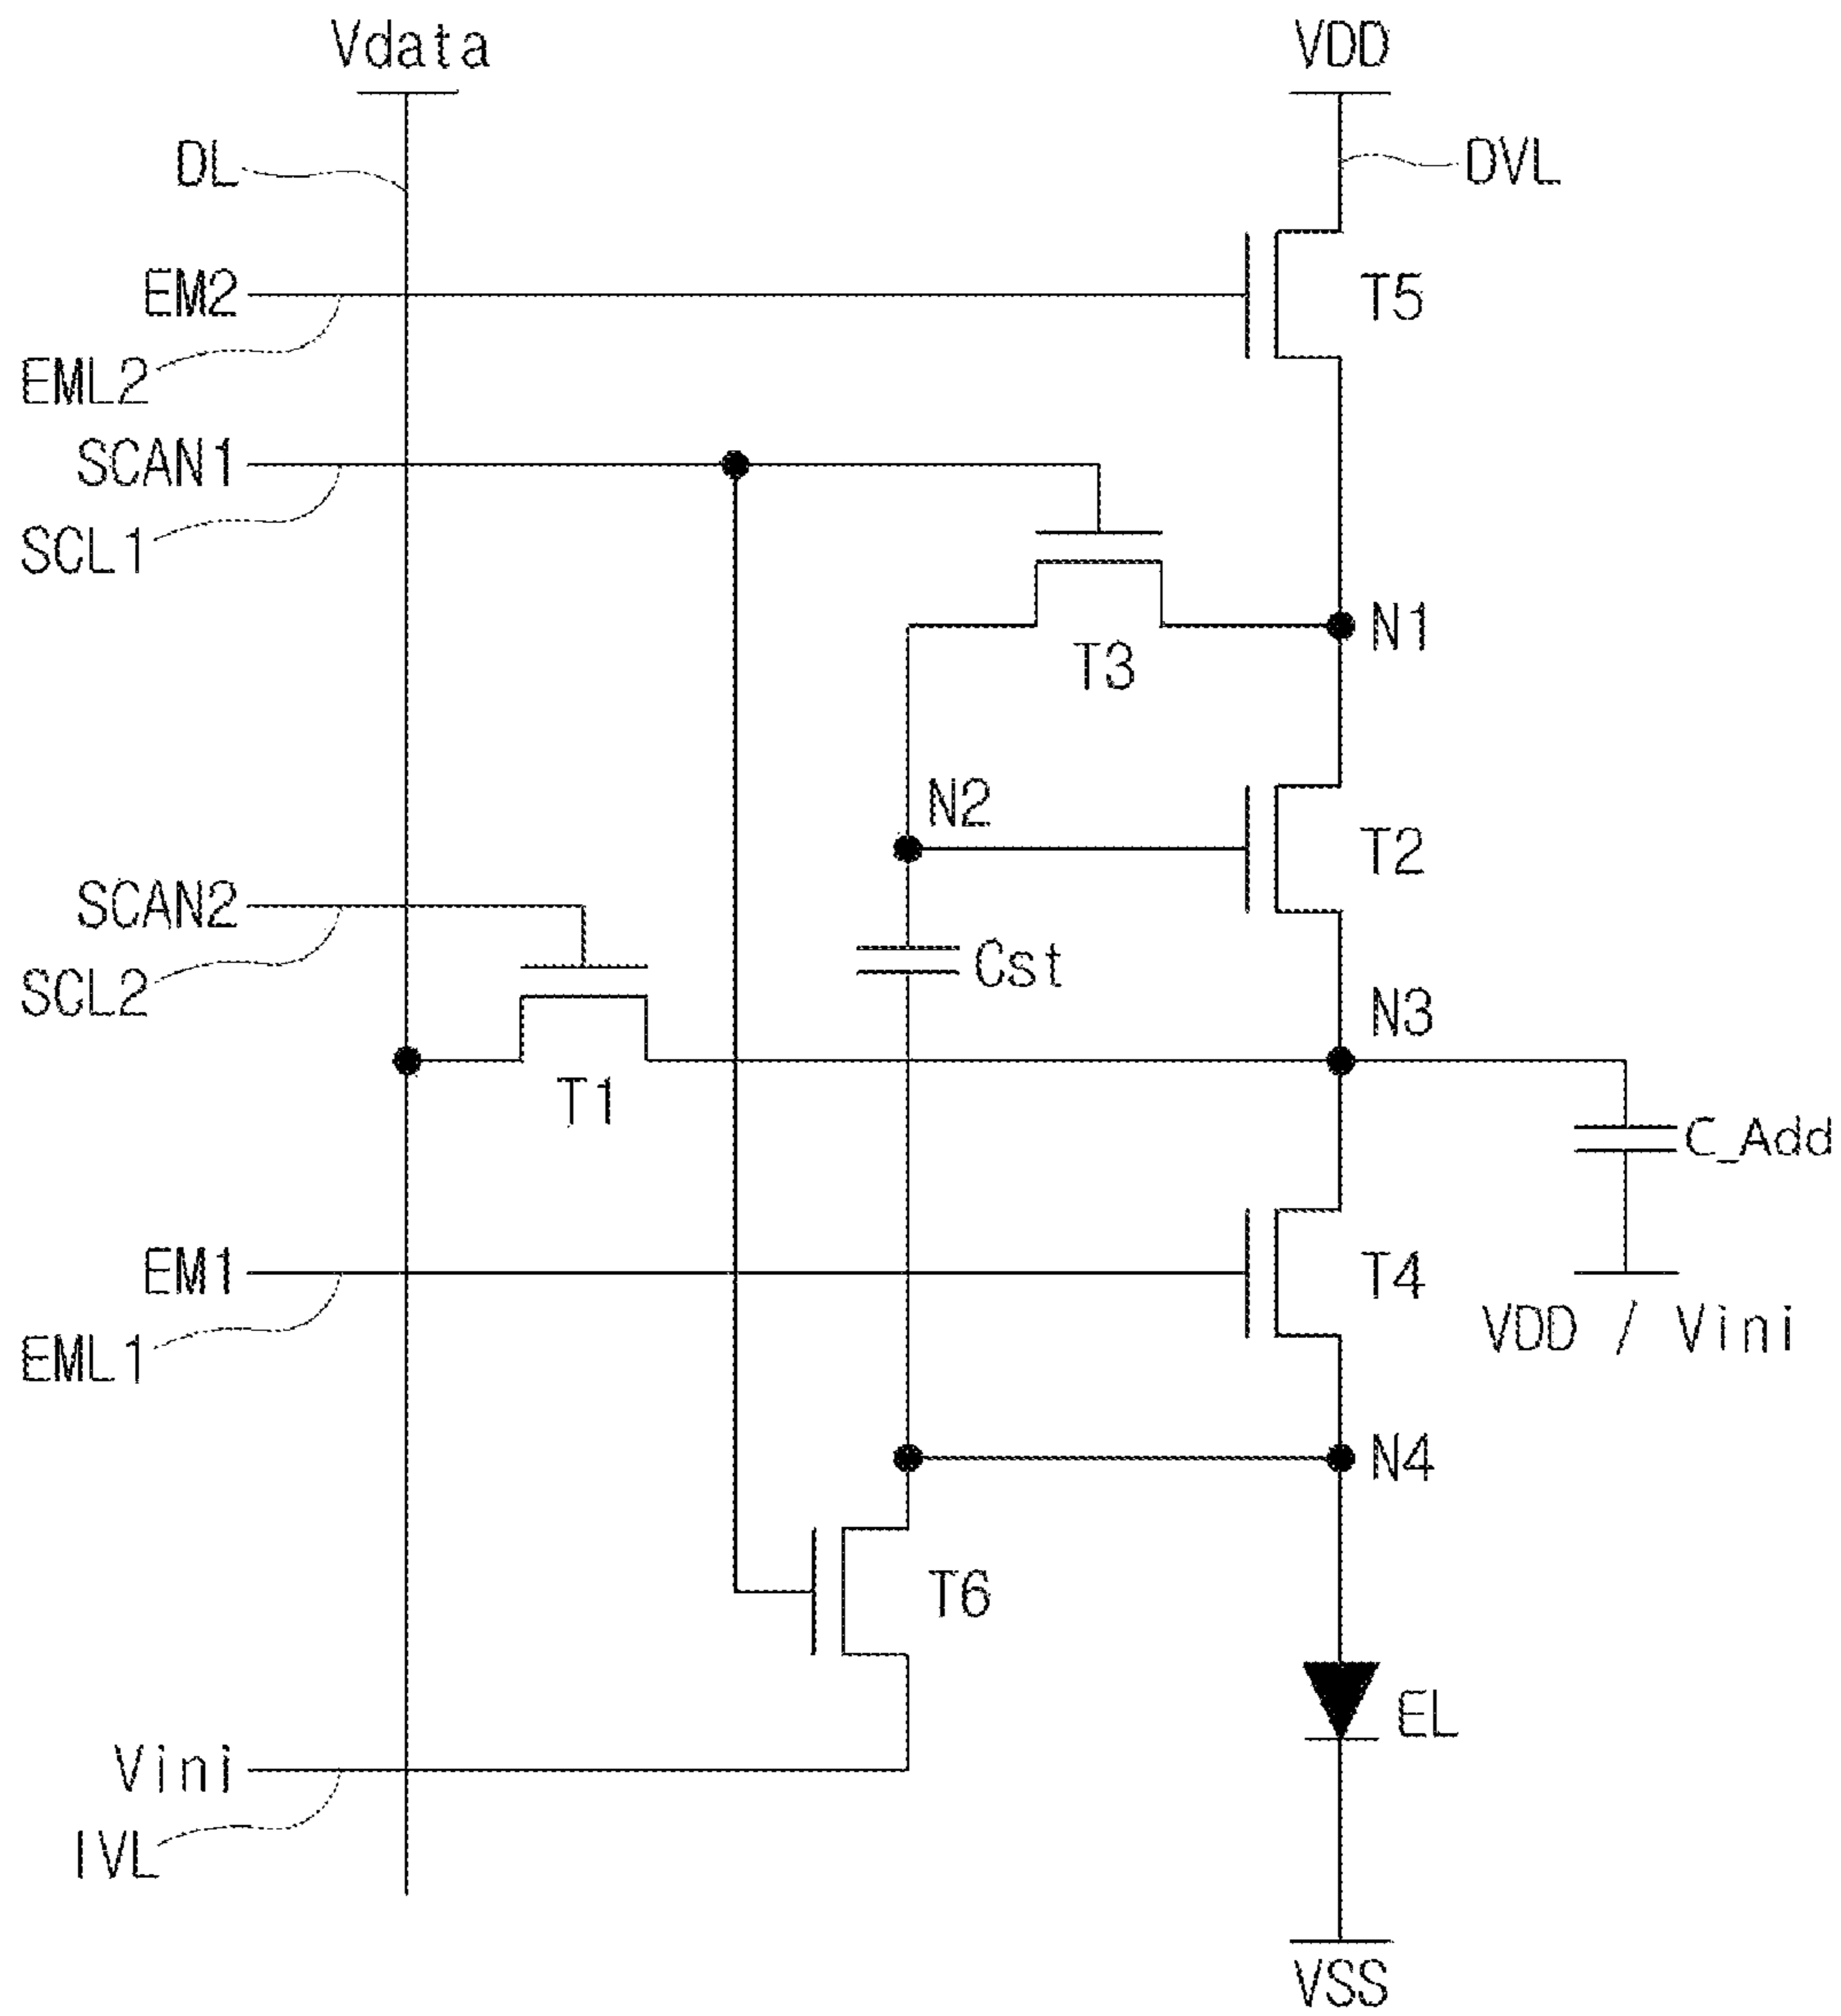 Vdata
VDD
DL
DVL
EM2
T5
EML2
SCAN1
SCL1
N1
T3
N2
T2
SCAN2
Cst
SCL2
N3
T1
C_Add
EM1
T4
VDD / Vini
EML1
N4
T6
EL
Vini
IVL
VSS